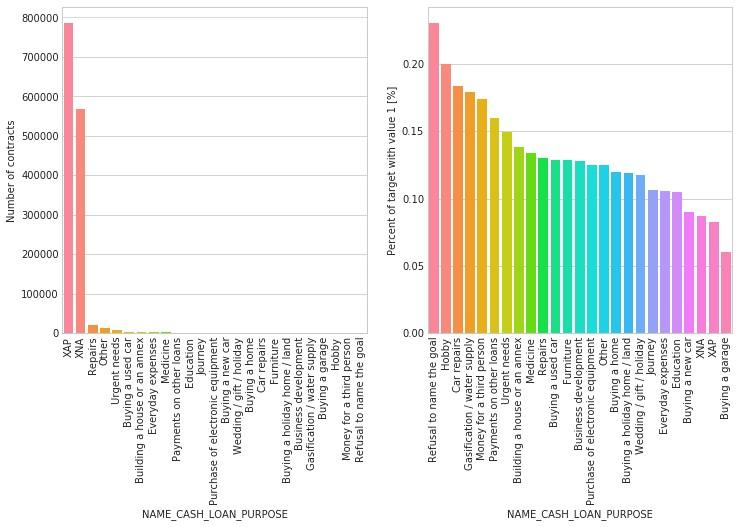 800000
700000
600000
500000
400000
300000
200000
100000
0
Number of contracts
XAP
XNA
Repairs
Other
Urgent needs
Buying a used car
Building a house or an annex
Everyday expenses
Medicine
Payments on other loans
Education
Journey
Purchase of electronic equipment
Buying a new car
Wedding / gift / holiday
Buying a home
Car repairs
Furniture
Buying a holiday home / land
Business development
Gasification / water supply
Buying a garage
Hobby
Money for a third person
Refusal to name the goal
NAME_CASH_LOAN_PURPOSE
0.20
0.15
0.10
0.05
0.00
Percent of target with value 1 [%]
Refusal to name the goal
Hobby
Car repairs
Gasification / water supply
Money for a third person
Payments on other loans
Urgent needs
Building a house or an annex
Medicine
Repairs
Buying a used car
Furniture
Business development
Purchase of electronic equipment
Other
Buying a home
Buying a holiday home / land
Wedding / gift / holiday
Journey
Everyday expenses
Education
Buying a new car
XNA
XAP
Buying a garage
NAME_CASH_LOAN_PURPOSE